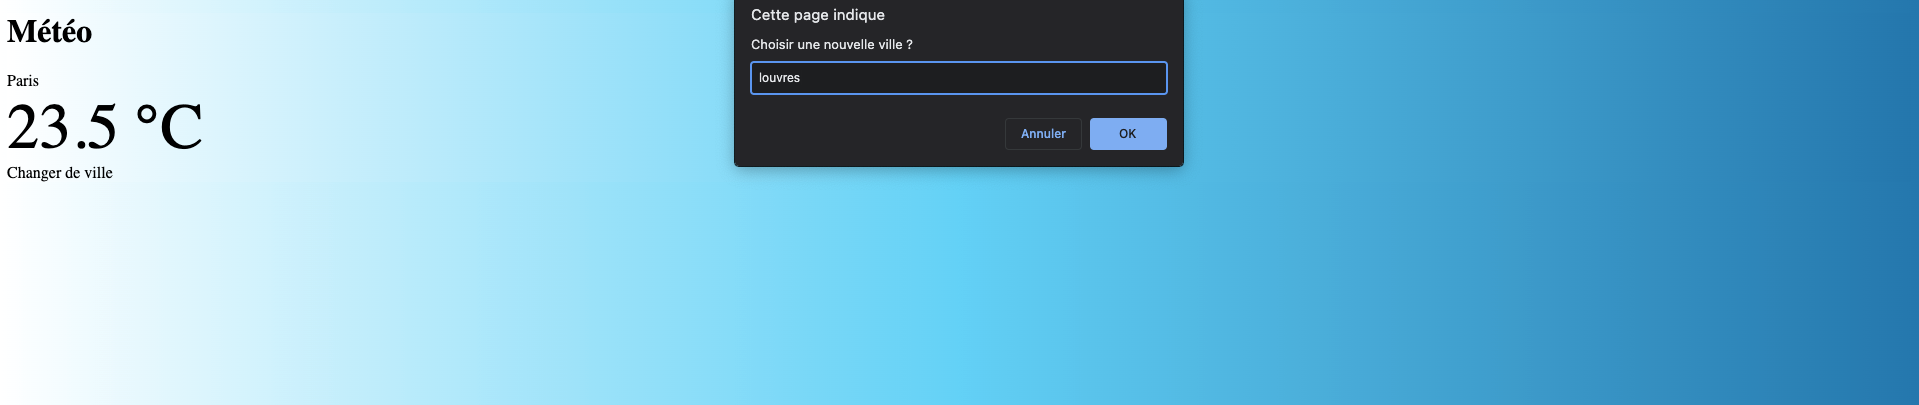 Météo
Paris
23.5 °C
Changer de ville
Cette page indique
Choisir une nouvelle ville ?
louvres
Annuler
OK